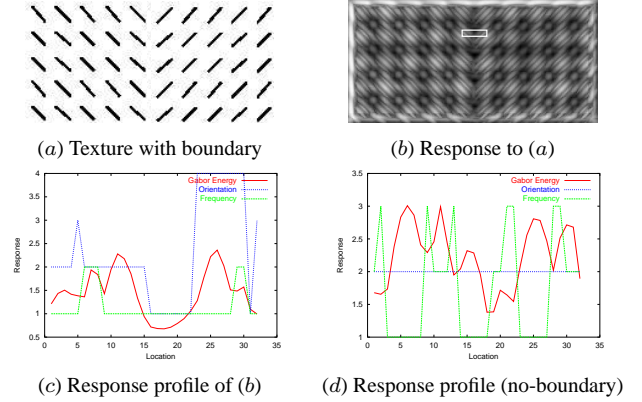 (a) Texture with boundary
(b) Response to (a)
4
3.5
3
2.5
2
1.5
1
0.5
Response
Gabor Energy
Orientation
Frequency
0 5 10 15 20 25 30 35
Location
3.5
3
2.5
2
1.5
1
Response
Gabor Energy
Orientation
Frequency
0 5 10 15 20 25 30 35
Location
(c) Response profile of (b)
(d) Response profile (no-boundary)